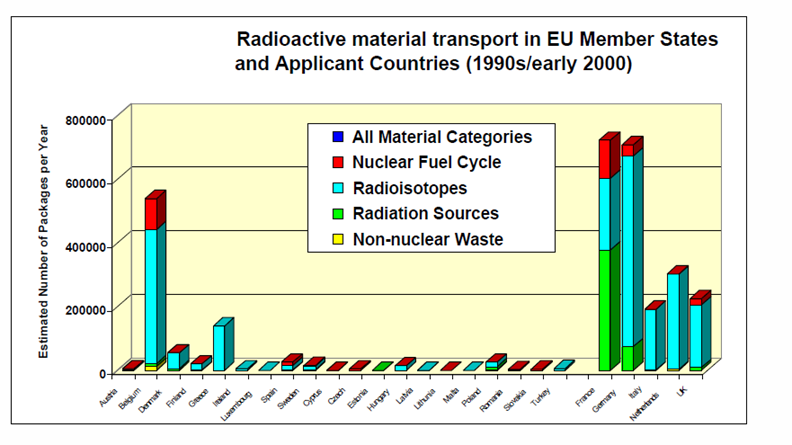 Radioactive material transport in EU Member States
and Applicant Countries (1990s/early 2000)
Estimated Number of Packages per Year
800000
600000
400000
200000
0
All Material Categories
Nuclear Fuel Cycle
Radioisotopes
Radiation Sources
Non-nuclear Waste
Austria
Belgium
Denmark
Finland
Greece
Ireland
Luxembourg
Spain
Sweden
Cyprus
Czech
Estonia
Hungary
Latvia
Lithunia
Malta
Poland
Romania
Slovakia
Turkey
France
Germany
Italy
Netherlands
UK